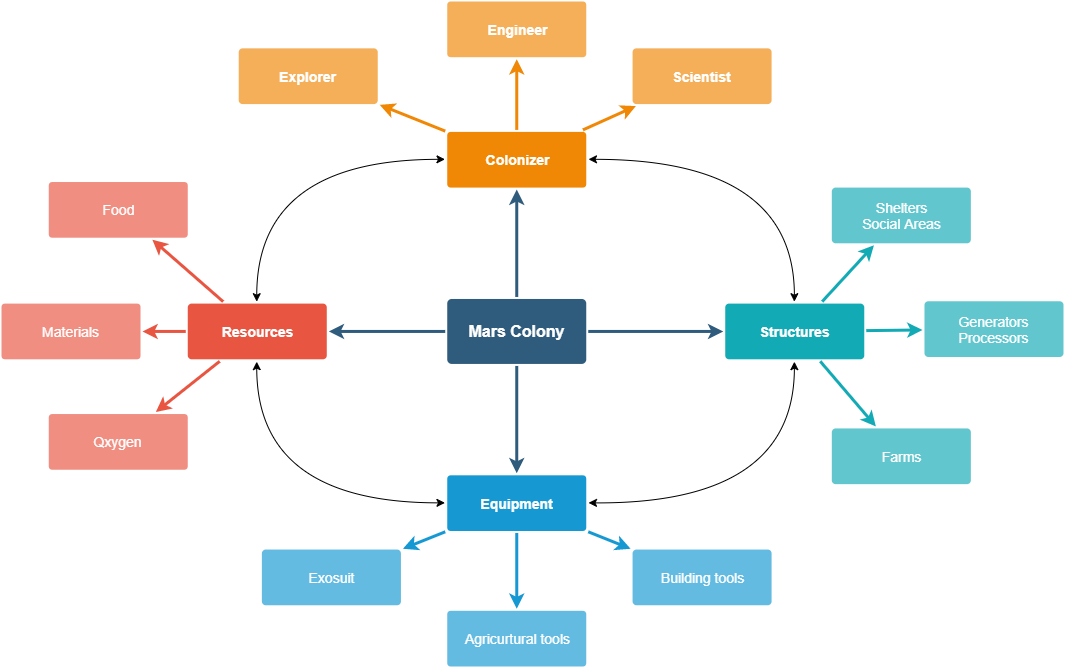 Engineer
Explorer
Scientist
Colonizer
Food
Shelters
Social Areas
Materials
Resources
Mars Colony
Structures
Generators
Processors
Qxygen
Farms
Equipment
Exosuit
Building tools
Agricurtural tools